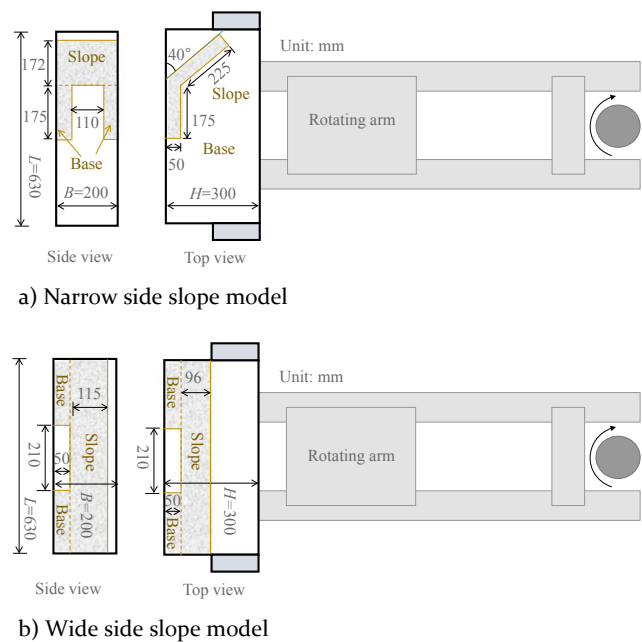 Unit: mm
40°
172
Slope
225
Slope
175
110
175
Rotating arm
50
Base
Base
L=630
B=200
H=300
Side view
Top view
a) Narrow side slope model
Unit: mm
Base
Base
96
115
210
50
Slope
210
Slope
Rotating arm
50
Base
B=200
Base
H=300
L=630
Side view
Top view
b) Wide side slope model